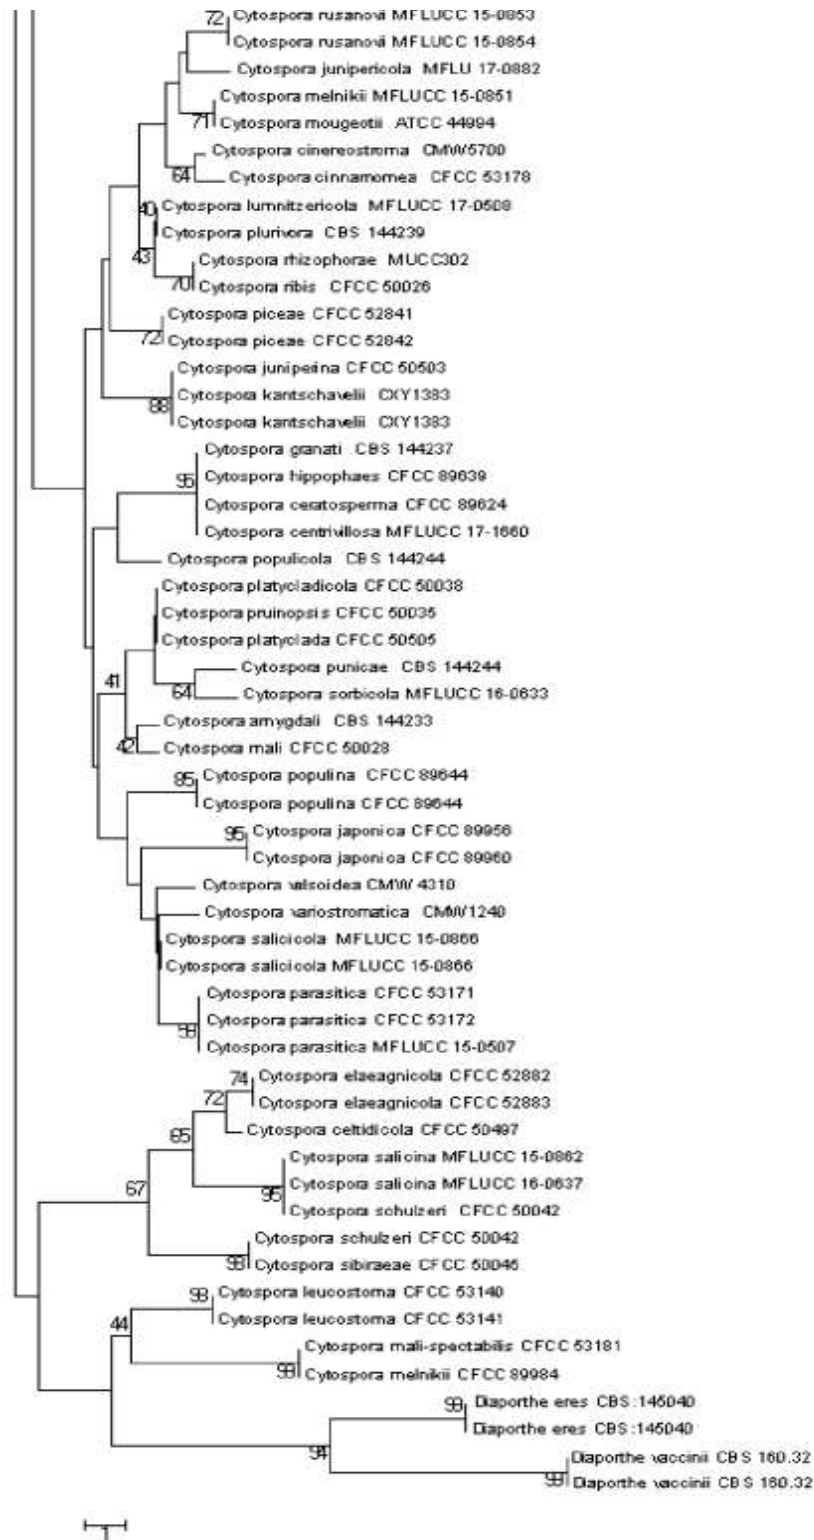 72 Cytospora rusanovii MFLUCC 15-0853
Cytospora rusanovii MFLUCC 15-0854
Cytospora junipericola MFLU 17-0882
Cytospora melnikii MFLUCC 15-0851
71 Cytospora mougeotii ATCC 44994
Cytospora cinereostroma CMW5700
64 Cytospora cinnamomea CFCC 53178
40 Cytospora lumnitzericola MFLUCC 17-0508
Cytospora plurivora CBS 144239
43 Cytospora rhizophorae MUCC302
70 Cytospora ribis CFCC 50026
Cytospora piceae CFCC 52841
72 Cytospora piceae CFCC 52842
Cytospora juniperina CFCC 50503
Cytospora kantschavelii CXY1383
88 Cytospora kantschavelii CXY1383
Cytospora granati CBS 144237
95 Cytospora hippophaes CFCC 89639
Cytospora ceratosperma CFCC 89624
Cytospora centrivillosa MFLUCC 17-1660
Cytospora populicola CBS 144244
Cytospora platycladicola CFCC 50038
Cytospora pruinopsis CFCC 50035
Cytospora platyclada CFCC 50505
Cytospora punicae CBS 144244
41
64 Cytospora sorbicola MFLUCC 16-0633
Cytospora amygdali CBS 144233
42 Cytospora mali CFCC 50028
85 Cytospora populina CFCC 89644
Cytospora populina CFCC 89644
95 Cytospora japonica CFCC 89956
Cytospora japonica CFCC 89960
Cytospora valsoidea CMW 4310
Cytospora variostromatica CMW1240
Cytospora salicicola MFLUCC 15-0866
Cytospora salicicola MFLUCC 15-0866
Cytospora parasitica CFCC 53171
Cytospora parasitica CFCC 53172
Cytospora parasitica MFLUCC 15-0507
74 Cytospora elaeagnicola CFCC 52882
72 Cytospora elaeagnicola CFCC 52883
Cytospora celtidicola CFCC 50497
65
Cytospora salicina MFLUCC 15-0862
67 95 Cytospora salicina MFLUCC 16-0637
Cytospora schulzeri CFCC 50042
Cytospora schulzeri CFCC 50042
98 Cytospora sibiraeae CFCC 50045
98 Cytospora leucostoma CFCC 53140
44 Cytospora leucostoma CFCC 53141
Cytospora mali-spectabilis CFCC 53181
98 Cytospora melnikii CFCC 89984
98 Diaporthe eres CBS:145040
Diaporthe eres CBS:145040
94
Diaporthe vaccinii CBS 160.32
Diaporthe vaccinii CBS 160.32
1